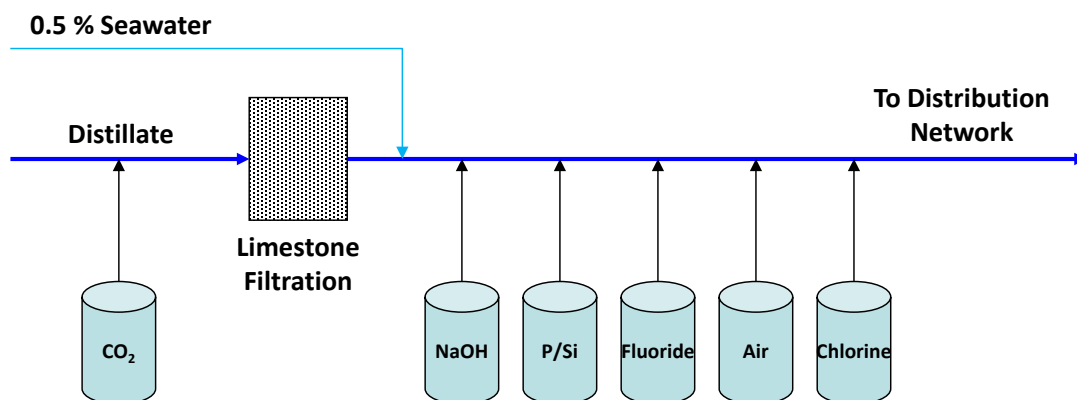 0.5 % Seawater
Distillate
To Distribution
Network
Limestone
Filtration
CO₂
NaOH
P/Si
Fluoride
Air
Chlorine